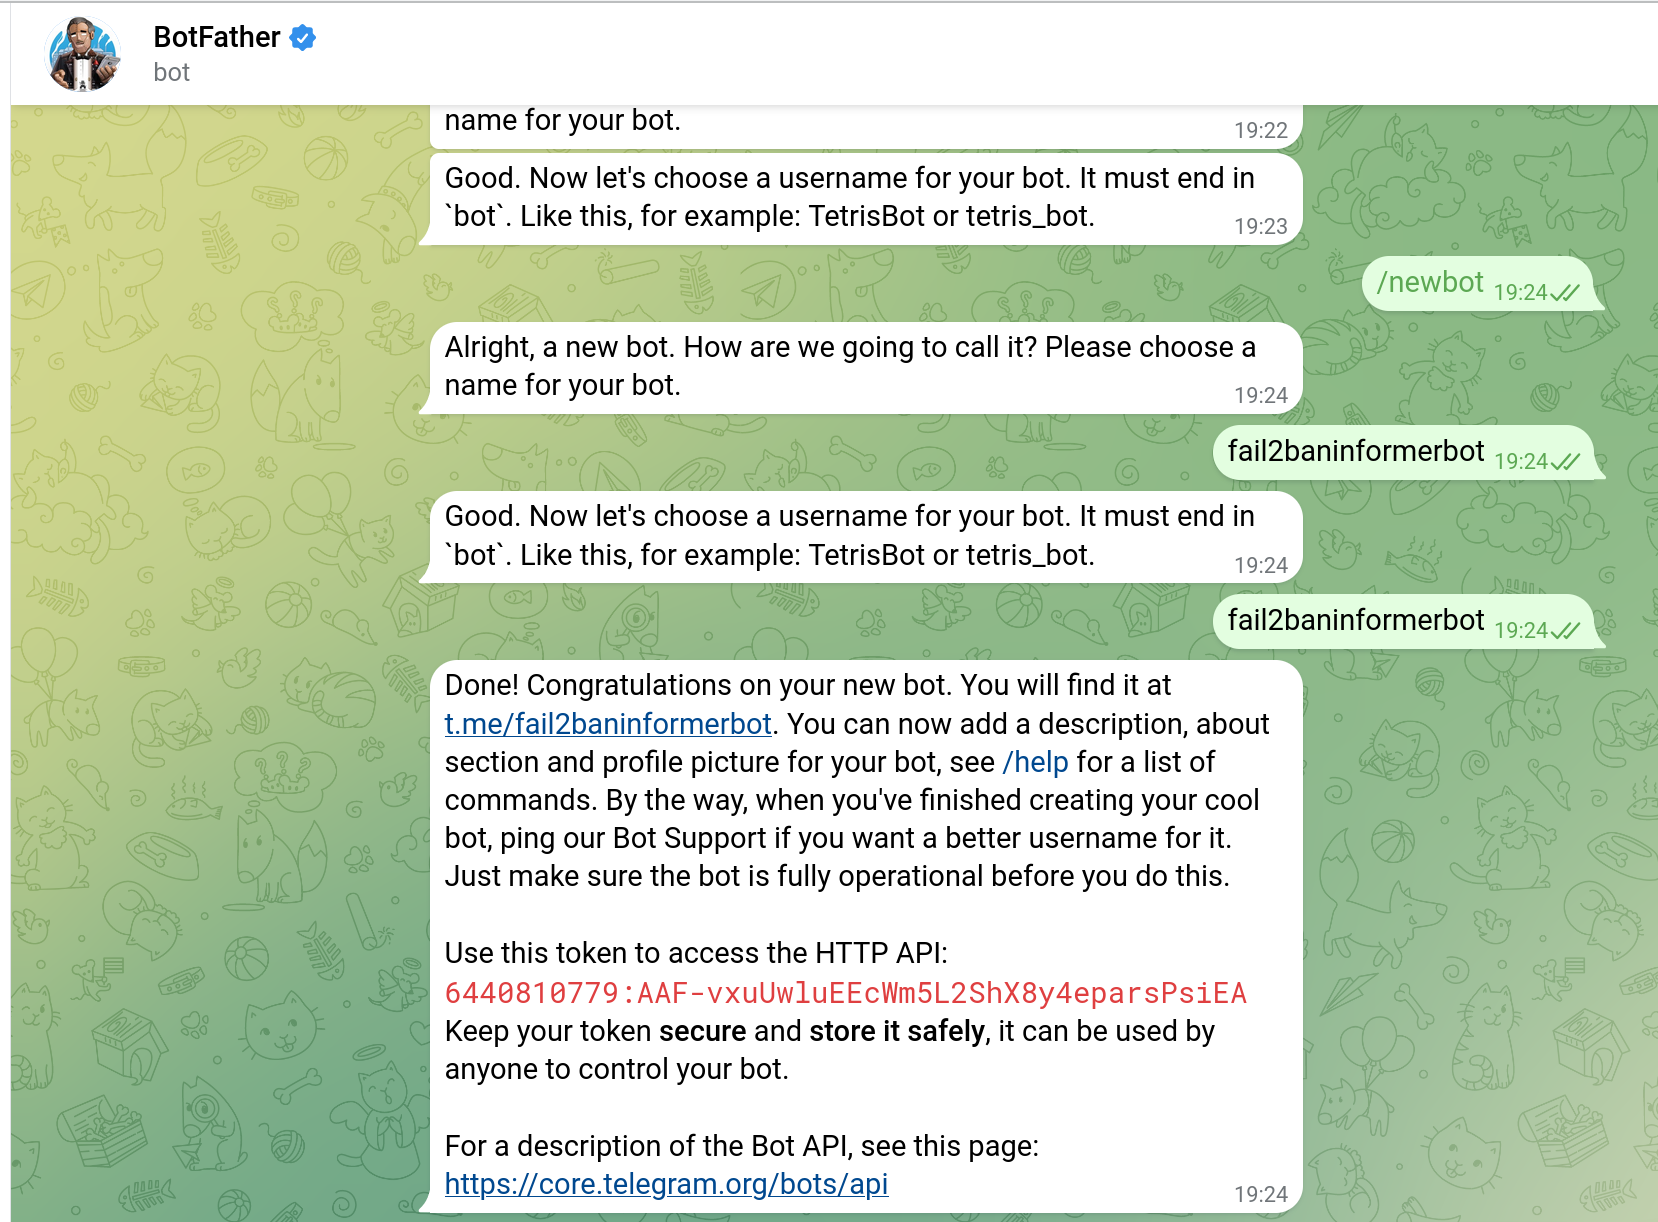 BotFather
bot
name for your bot.
19:22
Good. Now let's choose a username for your bot. It must end in
`bot`. Like this, for example: TetrisBot or tetris_bot.
19:23
/newbot 19:24
Alright, a new bot. How are we going to call it? Please choose a
name for your bot.
19:24
fail2baninformerbot 19:24
Good. Now let's choose a username for your bot. It must end in
`bot`. Like this, for example: TetrisBot or tetris_bot.
19:24
fail2baninformerbot 19:24
Done! Congratulations on your new bot. You will find it at
t.me/fail2baninformerbot. You can now add a description, about
section and profile picture for your bot, see /help for a list of
commands. By the way, when you've finished creating your cool
bot, ping our Bot Support if you want a better username for it.
Just make sure the bot is fully operational before you do this.
Use this token to access the HTTP API:
6440810779:AAF-vxuUwluEEcWm5L2ShX8y4eparsPsiEA
Keep your token secure and store it safely, it can be used by
anyone to control your bot.
For a description of the Bot API, see this page:
https://core.telegram.org/bots/api
19:24